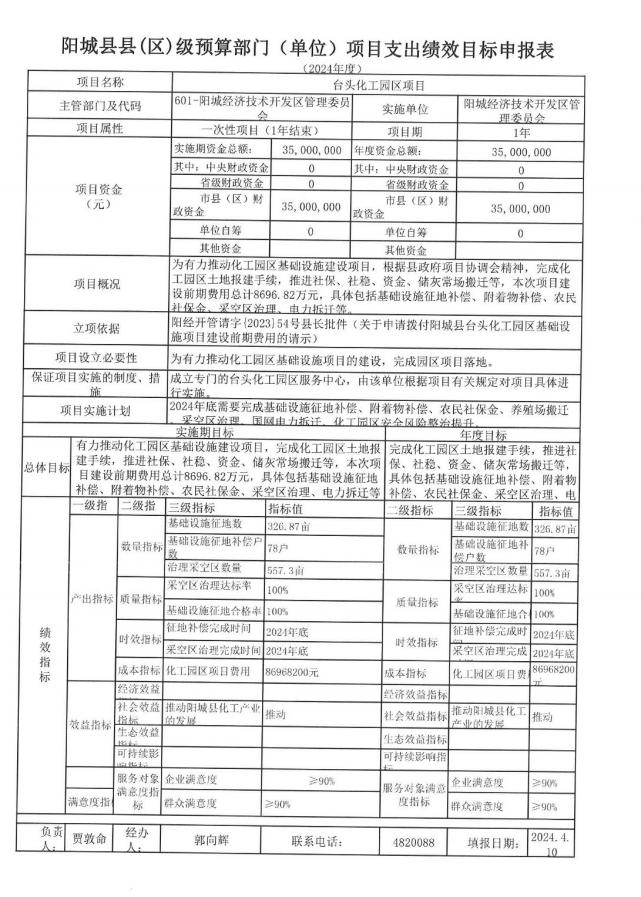 阳城县县(区)级预算部门（单位）项目支出绩效目标申报表
（2024年度）
项目名称 台头化工园区项目
主管部门及代码 601-阳城经济技术开发区管理委员会 实施单位 阳城经济技术开发区管理委员会
项目属性 一次性项目（1年结束） 项目期 1年
项目资金（元） 实施期资金总额： 35,000,000 年度资金总额： 35,000,000
其中：中央财政资金 0 其中：中央财政资金 0
省级财政资金 0 省级财政资金 0
市县（区）财政资金 35,000,000 市县（区）财政资金 35,000,000
单位自筹 0 单位自筹 0
其他资金 其他资金
项目概况 为有力推动化工园区基础设施建设项目，根据县政府项目协调会精神，完成化
工园区土地报建手续，推进社保、社稳、资金、储灰常场搬迁等，本次项目建
设前期费用总计8696.82万元，具体包括基础设施征地补偿、附着物补偿、农民
社保金、采空区治理、电力拆迁等。
立项依据 阳经开管请字{2023}54号县长批件（关于申请拨付阳城县台头化工园区基础设
施项目建设前期费用的请示）
项目设立必要性 为有力推动化工园区基础设施项目的建设，完成园区项目落地。
保证项目实施的制度、措施 成立专门的台头化工园区服务中心，由该单位根据项目有关规定对项目具体进
行实施。
项目实施计划 2024年底需要完成基础设施征地补偿、附着物补偿、农民社保金、养殖场搬迁
、采空区治理、国网电力拆迁、化工园区安全风险整治提升。
总体目标 实施期目标 年度目标
有力推动化工园区基础设施建设项目，完成化工园区土地报
建手续，推进社保、社稳、资金、储灰常场搬迁等，本次项
目建设前期费用总计8696.82万元，具体包括基础设施征地
补偿、附着物补偿、农民社保金、采空区治理、电力拆迁等
完成化工园区土地报建手续，推进社
保、社稳、资金、储灰常场搬迁等，
具体包括基础设施征地补偿、附着物
补偿、农民社保金、采空区治理、电
绩效指标 一级指 二级指 三级指标 指标值 二级指标 三级指标 指标值
产出指标 数量指标 基础设施征地数 326.87亩 数量指标 基础设施征地数 326.87亩
基础设施征地补偿户数 78户 基础设施征地补偿户数 78户
治理采空区数量 557.3亩 治理采空区数量 557.3亩
质量指标 采空区治理达标率 100% 质量指标 采空区治理达标率 100%
基础设施征地合格率 100% 基础设施征地合 100%
时效指标 征地补偿完成时间 2024年底 时效指标 征地补偿完成时间 2024年底
采空区治理完成时间 2024年底 采空区治理完成 2024年底
成本指标 化工园区项目费用 86968200元 成本指标 化工园区项目费 86968200元
效益指标 经济效益指标 经济效益指标
社会效益指标 推动阳城县化工产业的发展 推动 社会效益指标 推动阳城县化工产业的发展 推动
生态效益指标 生态效益指标
可持续影响指标 可持续影响指标
满意度指 服务对象满意度指标 企业满意度 ≥90% 服务对象满意度指标 企业满意度 ≥90%
群众满意度 ≥90% 群众满意度 ≥90%
负责人： 贾敦命 经办人： 郭向辉 联系电话： 4820088 填报日期： 2024.4.10